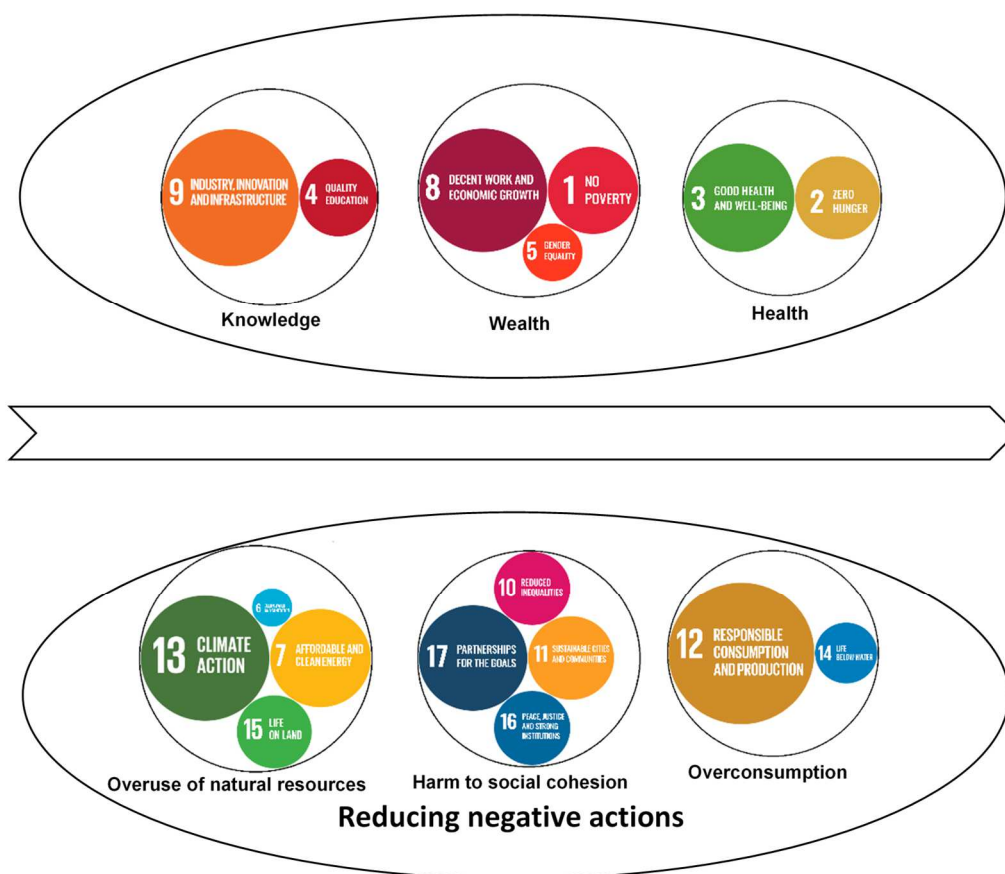 9 INDUSTRY, INNOVATION
AND INFRASTRUCTURE
4 QUALITY
EDUCATION
Knowledge
8 DECENT WORK AND
ECONOMIC GROWTH
1 NO
POVERTY
5 GENDER
EQUALITY
Wealth
3 GOOD HEALTH
AND WELL-BEING
2 ZERO
HUNGER
Health
13 CLIMATE
ACTION
6
7 AFFORDABLE AND
CLEAN ENERGY
15 LIFE
ON LAND
Overuse of natural resources
10 REDUCED
INEQUALITIES
17 PARTNERSHIPS
FOR THE GOALS
11 SUSTAINABLE CITIES
AND COMMUNITIES
16 PEACE, JUSTICE
AND STRONG
INSTITUTIONS
Harm to social cohesion
12 RESPONSIBLE
CONSUMPTION
AND PRODUCTION
14 LIFE
BELOW WATER
Overconsumption
Reducing negative actions